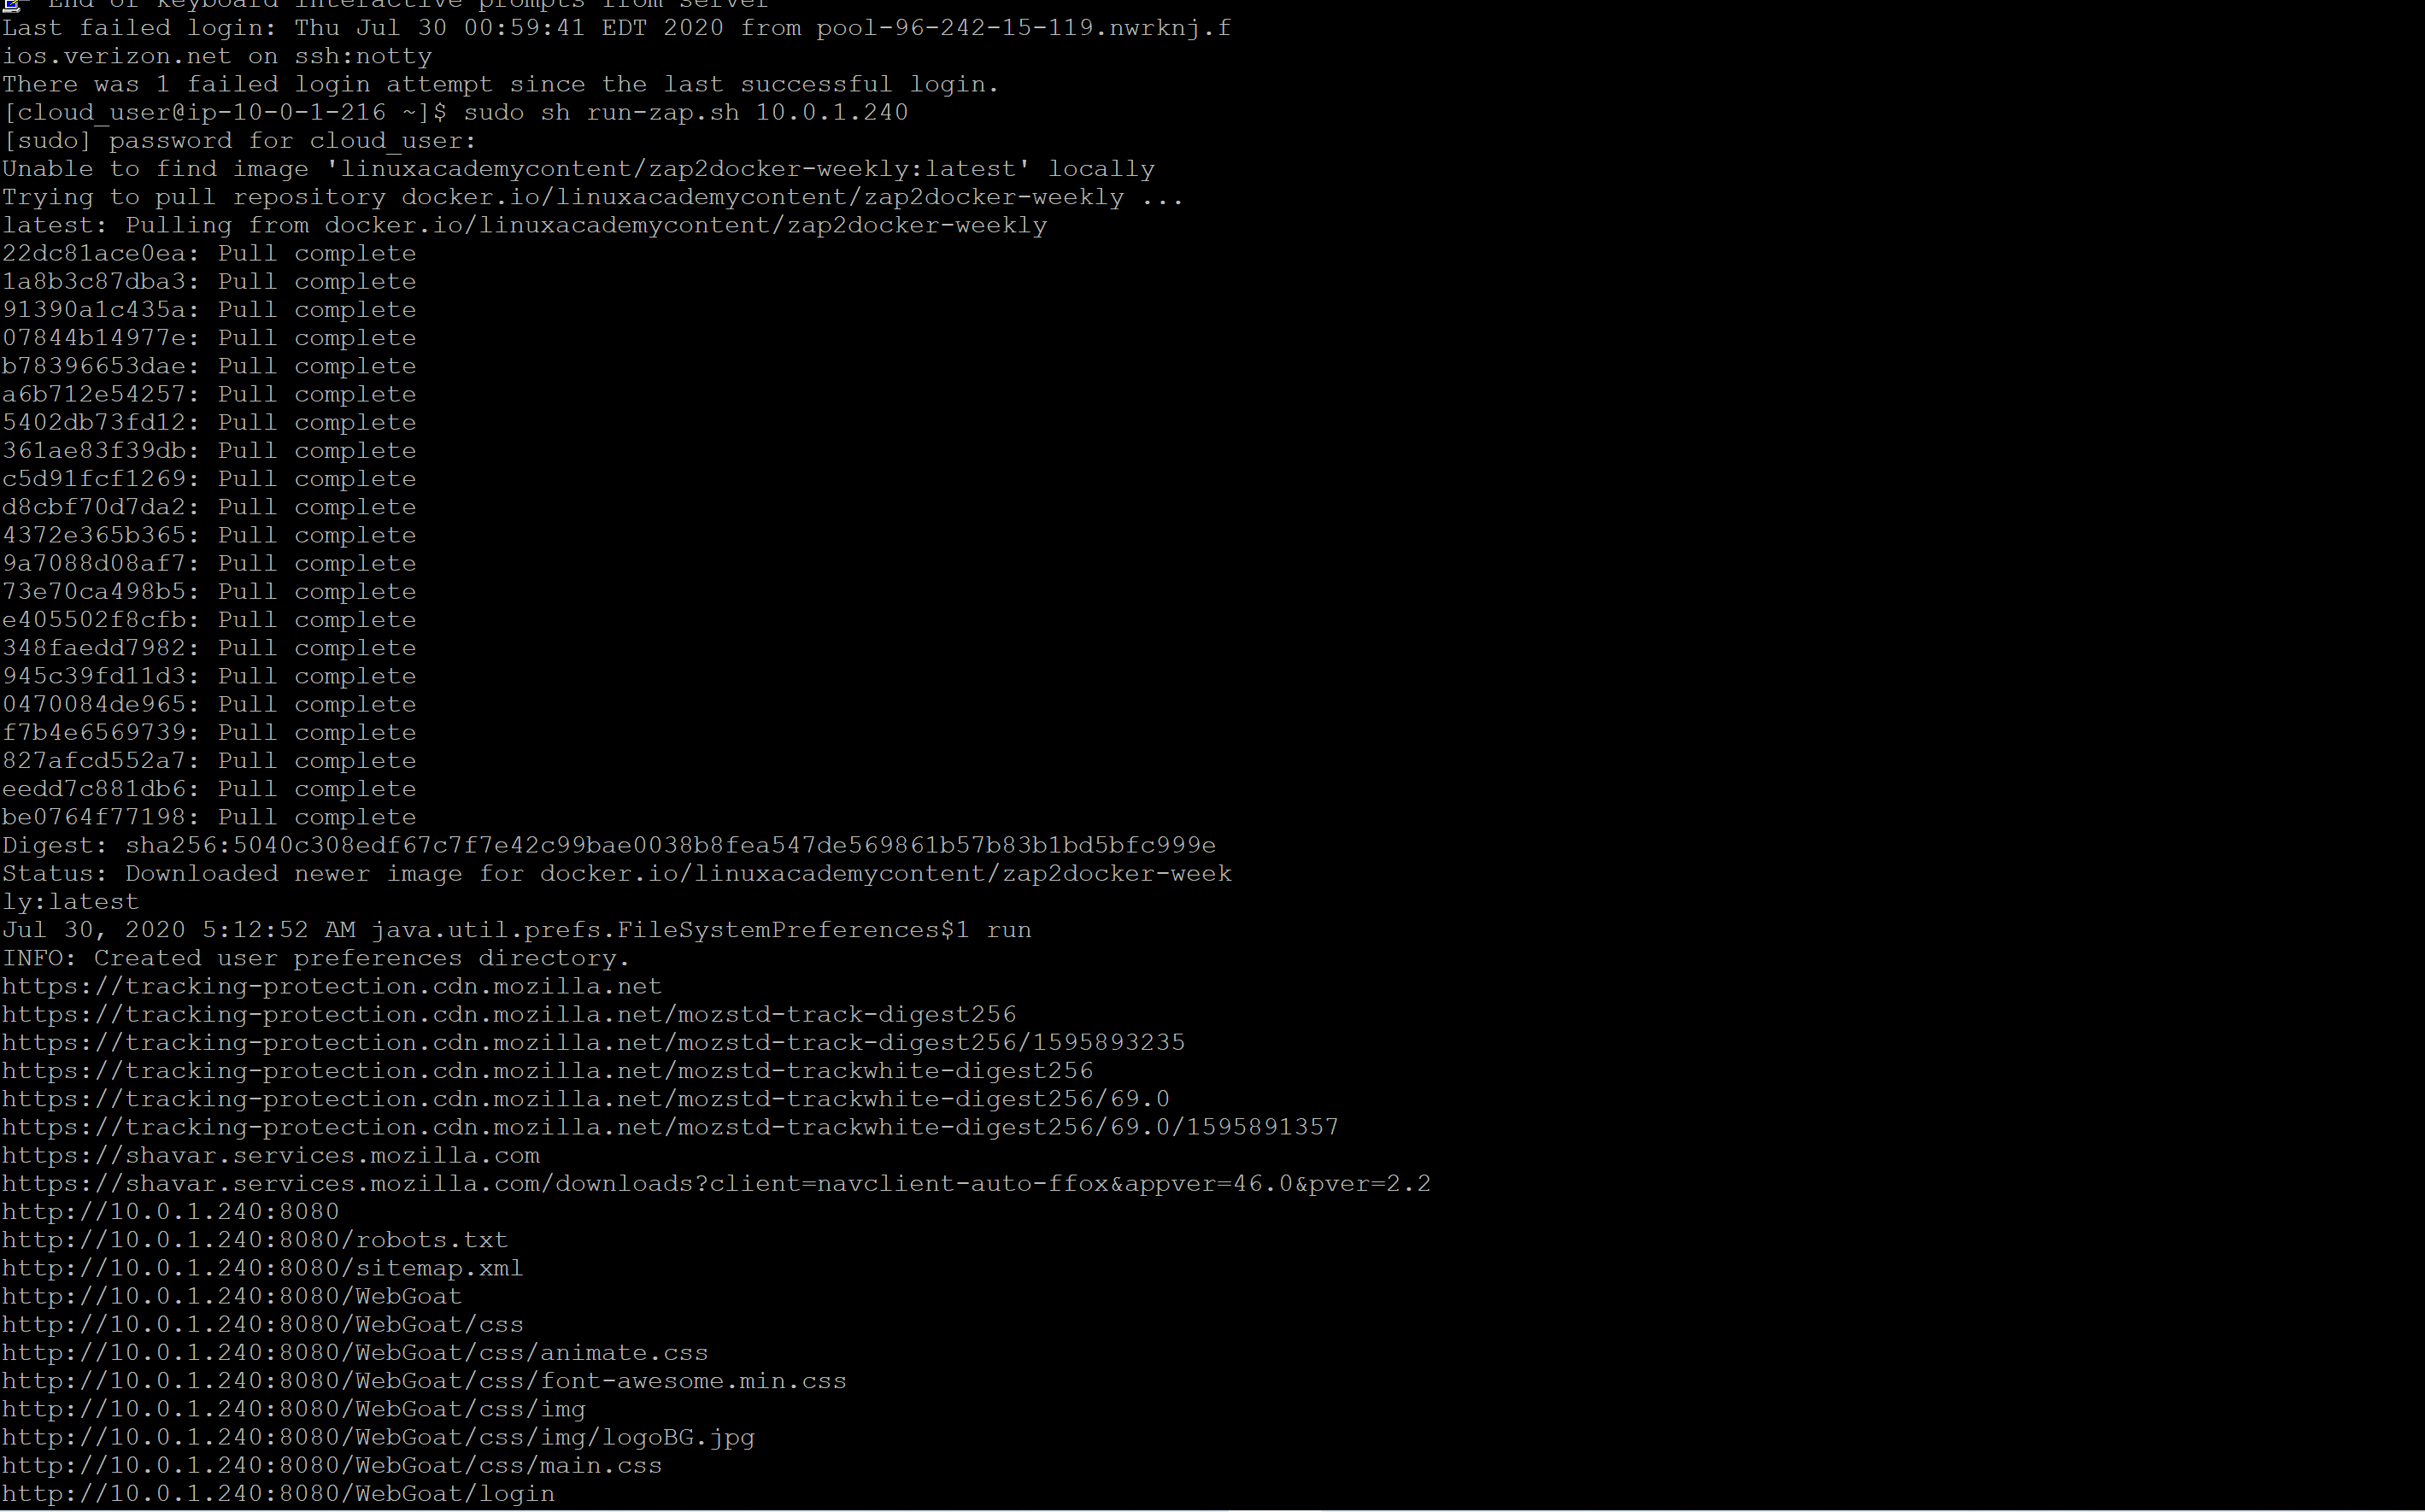 End of keyboard-interactive prompts from server
Last failed login: Thu Jul 30 00:59:41 EDT 2020 from pool-96-242-15-119.nwrknj.f
ios.verizon.net on ssh:notty
There was 1 failed login attempt since the last successful login.
[cloud_user@ip-10-0-1-216 ~]$ sudo sh run-zap.sh 10.0.1.240
[sudo] password for cloud_user:
Unable to find image 'linuxacademycontent/zap2docker-weekly:latest' locally
Trying to pull repository docker.io/linuxacademycontent/zap2docker-weekly ...
latest: Pulling from docker.io/linuxacademycontent/zap2docker-weekly
22dc81ace0ea: Pull complete
1a8b3c87dba3: Pull complete
91390a1c435a: Pull complete
07844b14977e: Pull complete
b78396653dae: Pull complete
a6b712e54257: Pull complete
5402db73fd12: Pull complete
361ae83f39db: Pull complete
c5d91fcf1269: Pull complete
d8cbf70d7da2: Pull complete
4372e365b365: Pull complete
9a7088d08af7: Pull complete
73e70ca498b5: Pull complete
e405502f8cfb: Pull complete
348faedd7982: Pull complete
945c39fd11d3: Pull complete
0470084de965: Pull complete
f7b4e6569739: Pull complete
827afcd552a7: Pull complete
eedd7c881db6: Pull complete
be0764f77198: Pull complete
Digest: sha256:5040c308edf67c7f7e42c99bae0038b8fea547de569861b57b83b1bd5bfc999e
Status: Downloaded newer image for docker.io/linuxacademycontent/zap2docker-week
ly:latest
Jul 30, 2020 5:12:52 AM java.util.prefs.FileSystemPreferences$1 run
INFO: Created user preferences directory.
https://tracking-protection.cdn.mozilla.net
https://tracking-protection.cdn.mozilla.net/mozstd-track-digest256
https://tracking-protection.cdn.mozilla.net/mozstd-track-digest256/1595893235
https://tracking-protection.cdn.mozilla.net/mozstd-trackwhite-digest256
https://tracking-protection.cdn.mozilla.net/mozstd-trackwhite-digest256/69.0
https://tracking-protection.cdn.mozilla.net/mozstd-trackwhite-digest256/69.0/1595891357
https://shavar.services.mozilla.com
https://shavar.services.mozilla.com/downloads?client=navclient-auto-ffox&appver=46.0&pver=2.2
http://10.0.1.240:8080
http://10.0.1.240:8080/robots.txt
http://10.0.1.240:8080/sitemap.xml
http://10.0.1.240:8080/WebGoat
http://10.0.1.240:8080/WebGoat/css
http://10.0.1.240:8080/WebGoat/css/animate.css
http://10.0.1.240:8080/WebGoat/css/font-awesome.min.css
http://10.0.1.240:8080/WebGoat/css/img
http://10.0.1.240:8080/WebGoat/css/img/logoBG.jpg
http://10.0.1.240:8080/WebGoat/css/main.css
http://10.0.1.240:8080/WebGoat/login